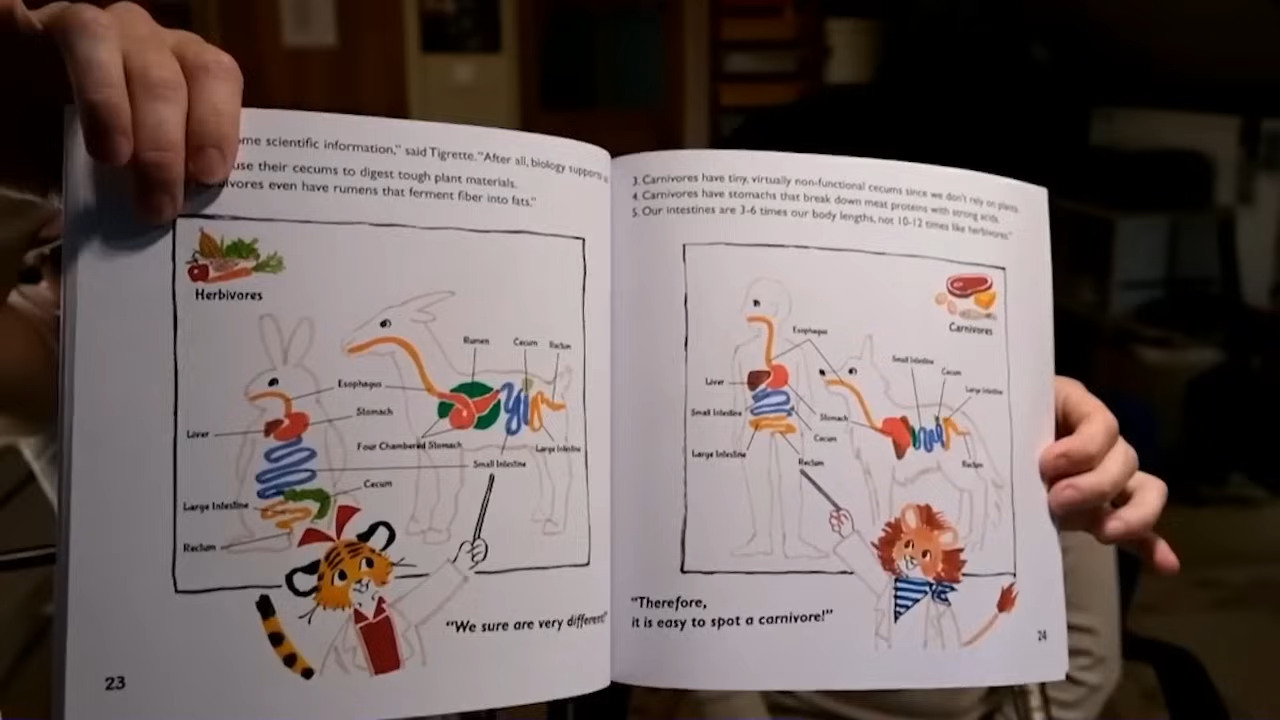 ome scientific information," said Tigrette. "After all, biology supports
use their cecums to digest tough plant materials.
ivores even have rumens that ferment fiber into fats."
Herbivores
Rumen
Cecum
Rectum
Esophagus
Stomach
Liver
Four Chambered Stomach
Large Intestine
Small Intestine
Cecum
Large Intestine
Rectum
"We sure are very different"
23
3. Carnivores have tiny, virtually non-functional cecums since we don't rely on plants.
4. Carnivores have stomachs that break down meat proteins with strong acids.
5. Our intestines are 3-6 times our body lengths, not 10-12 times like herbivores."
Carnivores
Esophagus
Small Intestine
Cecum
Large Intestine
Liver
Small Intestine
Stomach
Cecum
Large Intestine
Rectum
Rectum
"Therefore,
it is easy to spot a carnivore!"
24